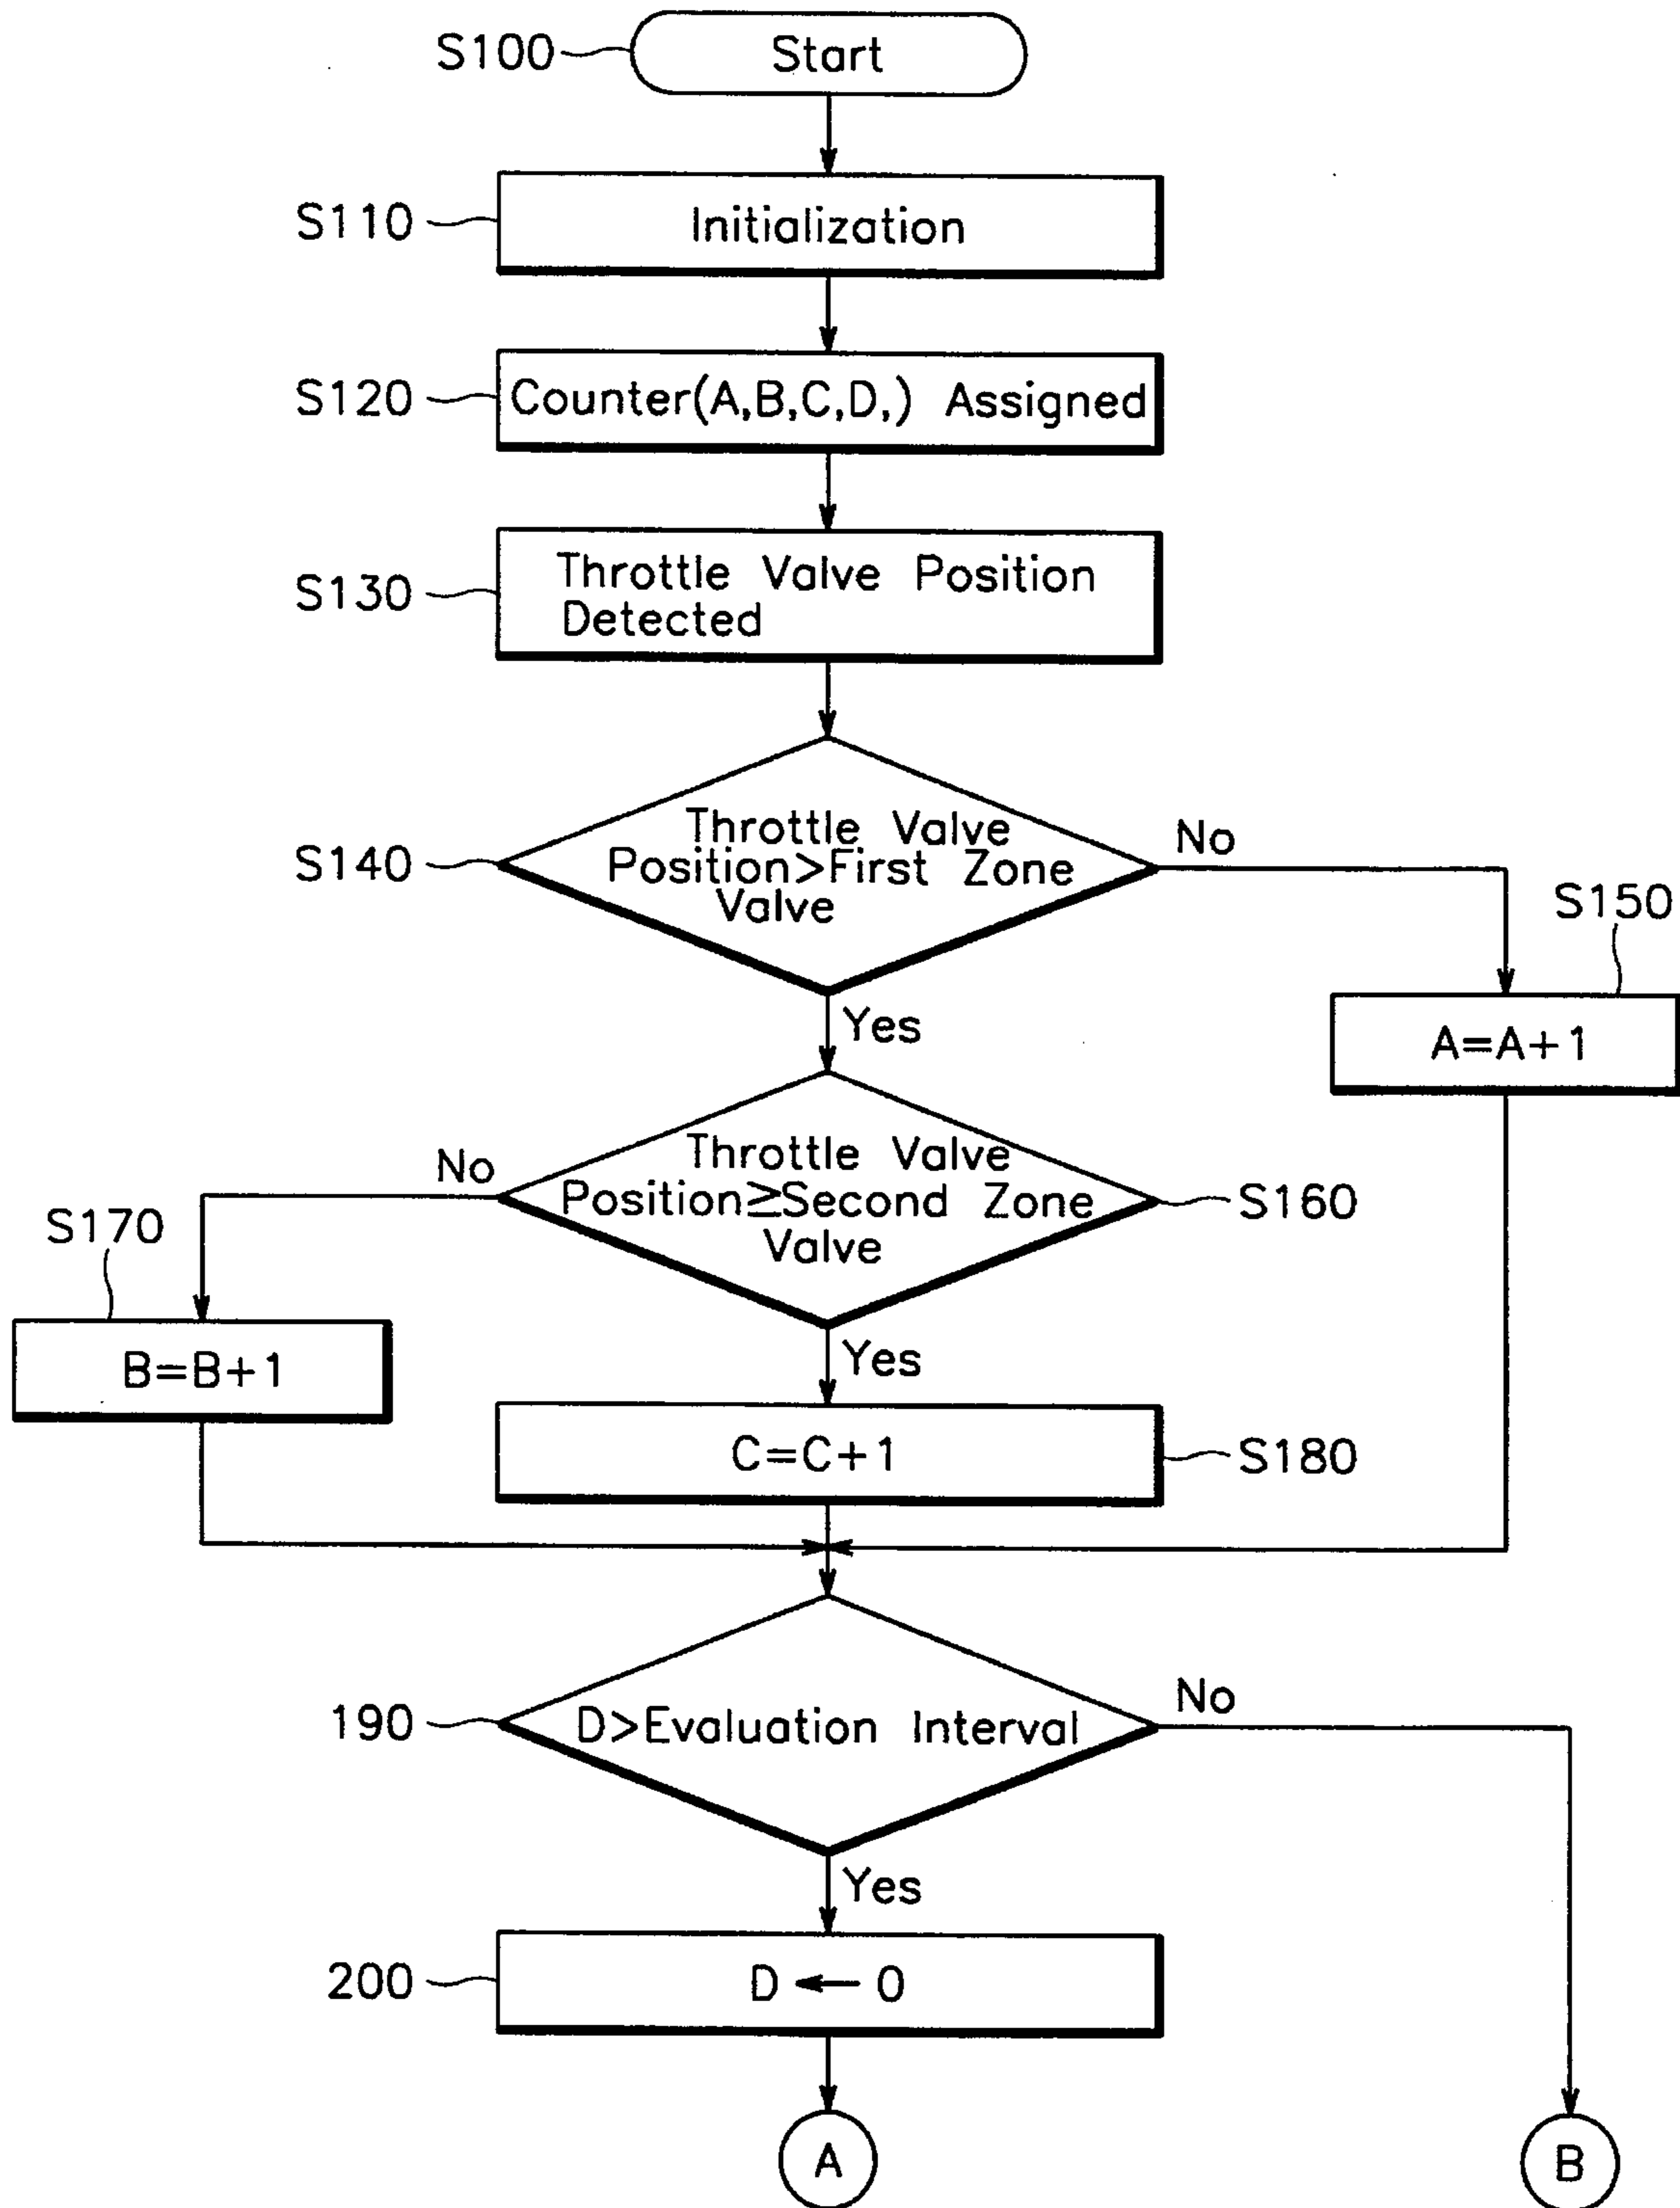 S100
Start
S110
Initialization
S120
Counter(A,B,C,D,) Assigned
S130
Throttle Valve Position
Detected
S140
Throttle Valve
Position>First Zone
Valve
No
S150
A=A+1
Yes
Throttle Valve
Position≥Second Zone
Valve
No
S160
S170
B=B+1
Yes
C=C+1
S180
190
D>Evaluation Interval
No
Yes
200
D ← 0
A
B